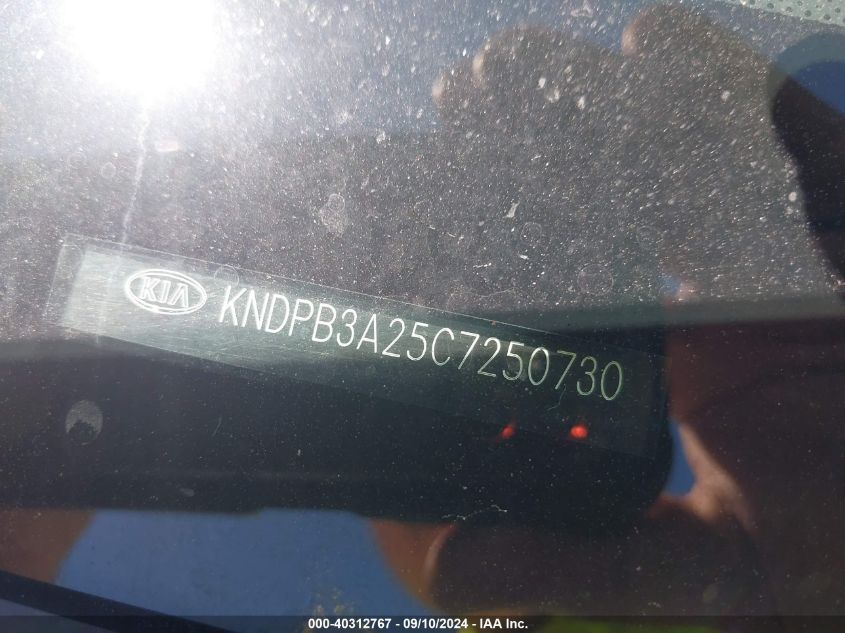 KIA KNDPB3A25C7250730
000-40312767 - 09/10/2024 - IAA Inc.